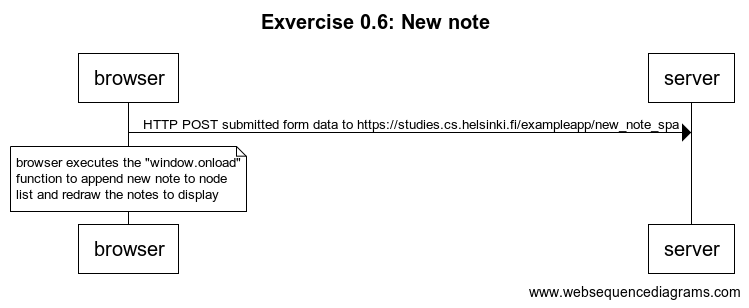 Exvercise 0.6: New note
browser
server
HTTP POST submitted form data to https://studies.cs.helsinki.fi/exampleapp/new_note_spa
browser executes the "window.onload"
function to append new note to node
list and redraw the notes to display
browser
server
www.websequencediagrams.com